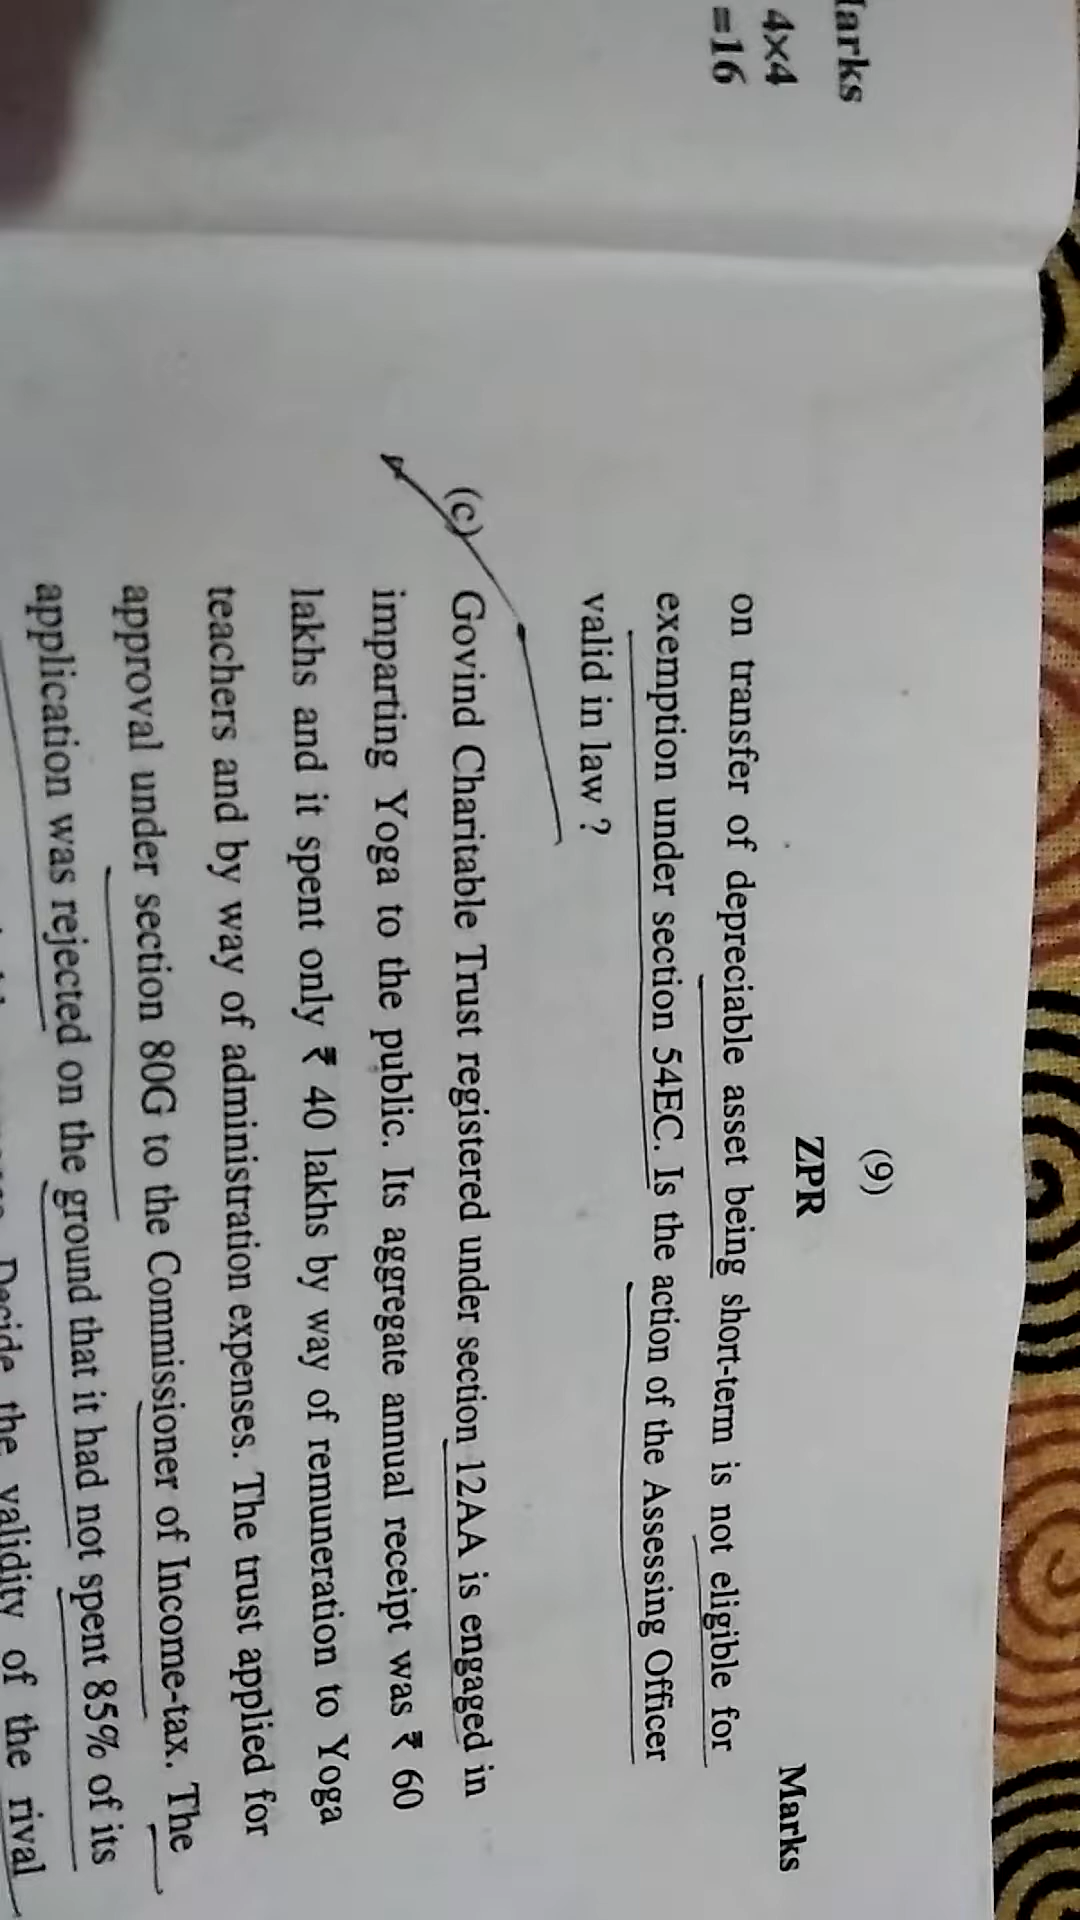 Marks
4×4
=16
(9)
ZPR
Marks
on transfer of depreciable asset being short-term is not eligible for
exemption under section 54EC. Is the action of the Assessing Officer
valid in law ?
(c) Govind Charitable Trust registered under section 12AA is engaged in
imparting Yoga to the public. Its aggregate annual receipt was ₹ 60
lakhs and it spent only ₹ 40 lakhs by way of remuneration to Yoga
teachers and by way of administration expenses. The trust applied for
approval under section 80G to the Commissioner of Income-tax. The
application was rejected on the ground that it had not spent 85% of its
Decide the validity of the rival